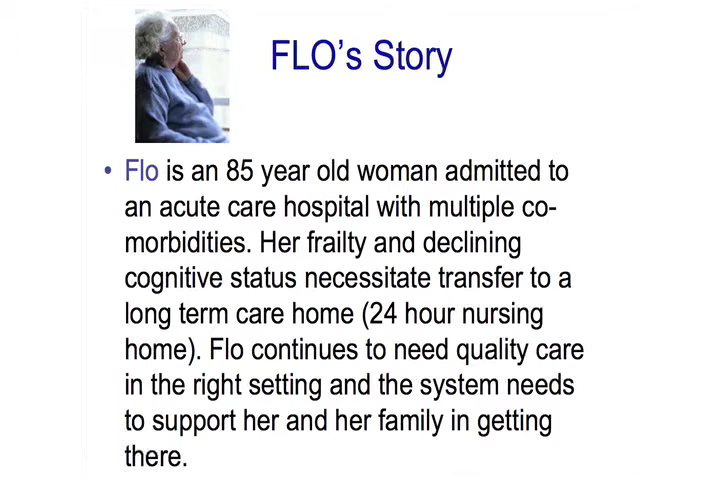 FLO's Story
• Flo is an 85 year old woman admitted to
an acute care hospital with multiple co-
morbidities. Her frailty and declining
cognitive status necessitate transfer to a
long term care home (24 hour nursing
home). Flo continues to need quality care
in the right setting and the system needs
to support her and her family in getting
there.